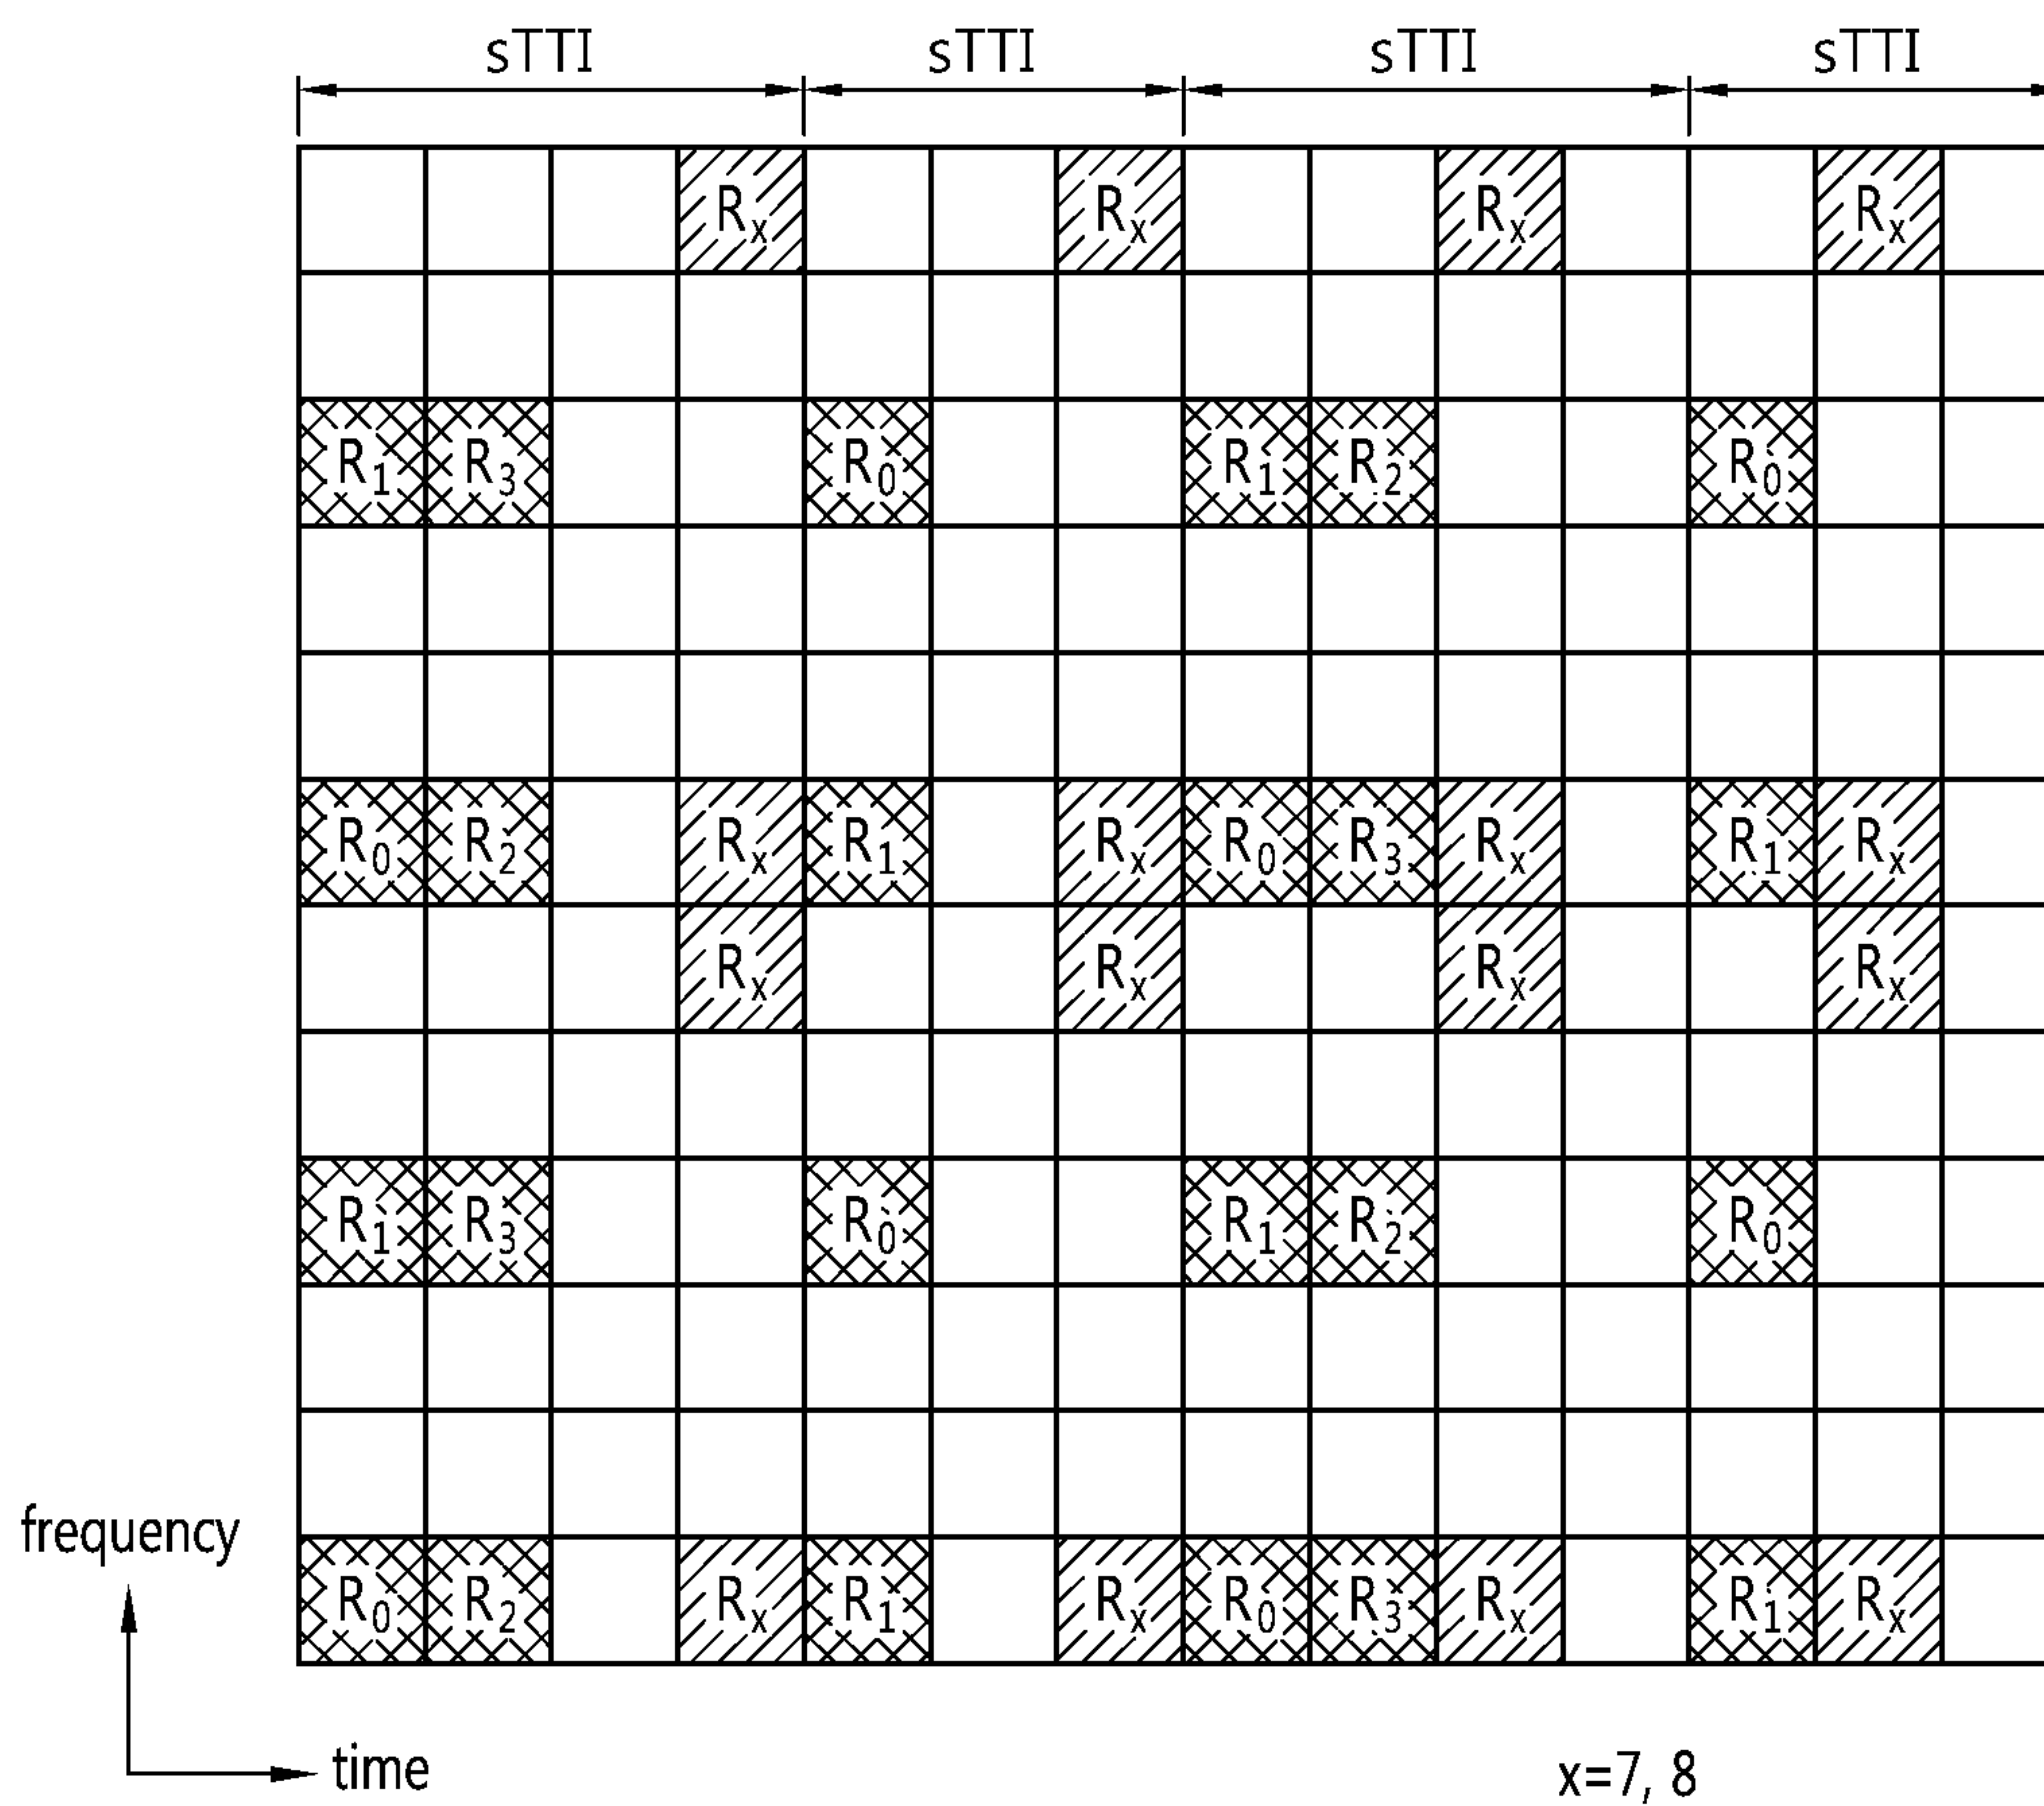 sTTI sTTI sTTI sTTI
Rx Rx Rx Rx
R1 R3 R0 R1 R2 R0
R0 R2 Rx R1 Rx R0 R3 Rx R1 Rx
Rx Rx Rx Rx
R1 R3 R0 R1 R2 R0
frequency
R0 R2 Rx R1 Rx R0 R3 Rx R1 Rx
time
x=7, 8